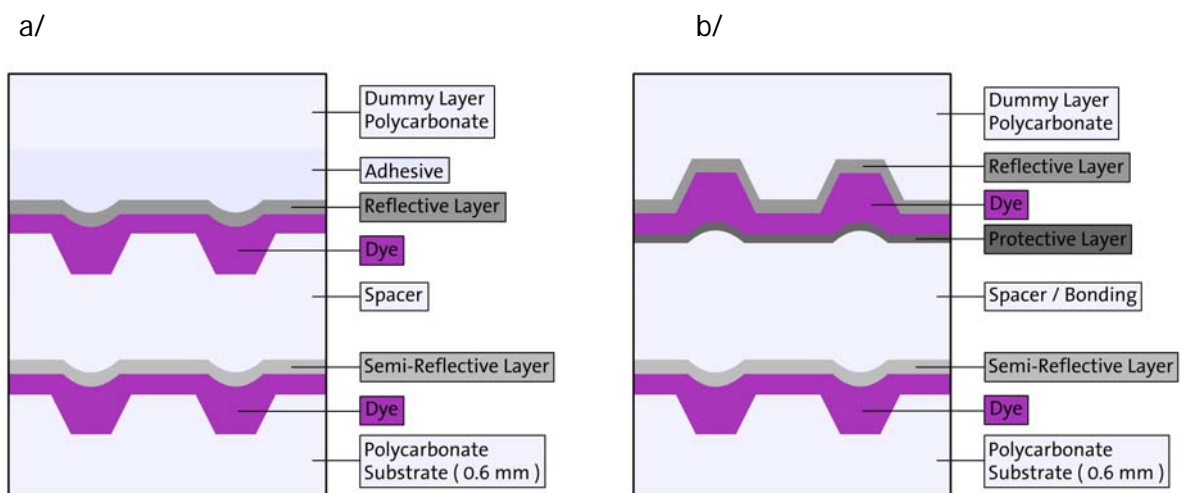 a/
Dummy Layer
Polycarbonate
Adhesive
Reflective Layer
Dye
Spacer
Semi-Reflective Layer
Dye
Polycarbonate
Substrate ( 0.6 mm )
b/
Dummy Layer
Polycarbonate
Reflective Layer
Dye
Protective Layer
Spacer / Bonding
Semi-Reflective Layer
Dye
Polycarbonate
Substrate ( 0.6 mm )